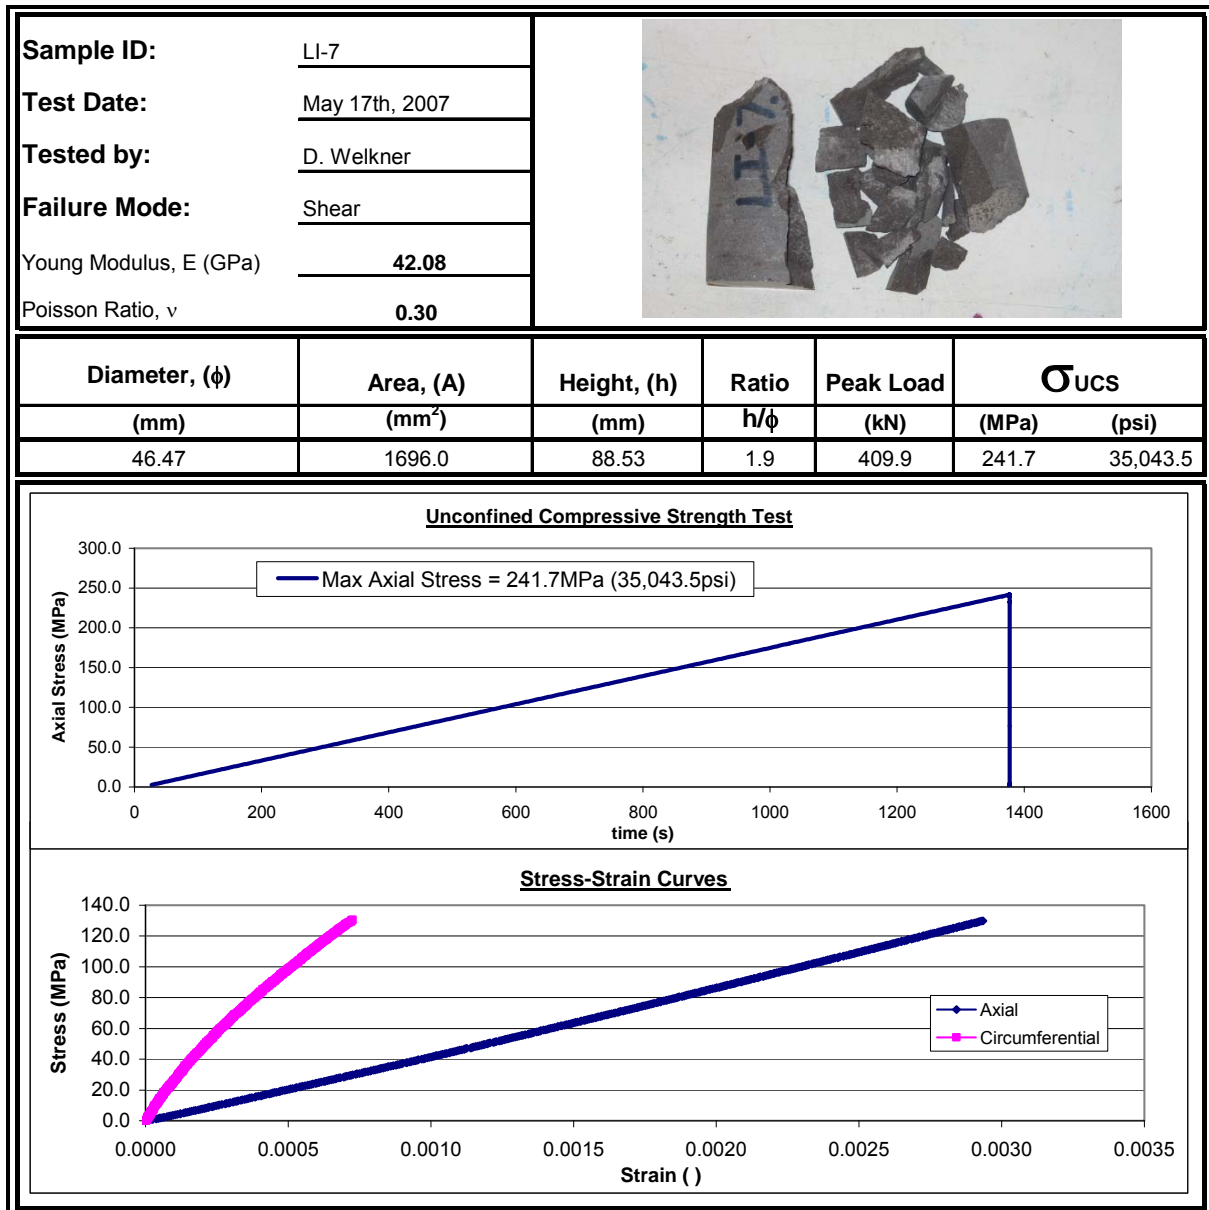 Sample ID: LI-7
Test Date: May 17th, 2007
Tested by: D. Welkner
Failure Mode: Shear
Young Modulus, E (GPa) 42.08
Poisson Ratio, ν 0.30
LI-7.
Diameter, (ϕ) Area, (A) Height, (h) Ratio Peak Load σUCS
(mm) (mm²) (mm) h/ϕ (kN) (MPa) (psi)
46.47 1696.0 88.53 1.9 409.9 241.7 35,043.5
Unconfined Compressive Strength Test
Max Axial Stress = 241.7MPa (35,043.5psi)
Axial Stress (MPa)
300.0
250.0
200.0
150.0
100.0
50.0
0.0
0 200 400 600 800 1000 1200 1400 1600
time (s)
Stress-Strain Curves
Stress (MPa)
140.0
120.0
100.0
80.0
60.0
40.0
20.0
0.0
Axial
Circumferential
0.0000 0.0005 0.0010 0.0015 0.0020 0.0025 0.0030 0.0035
Strain ( )